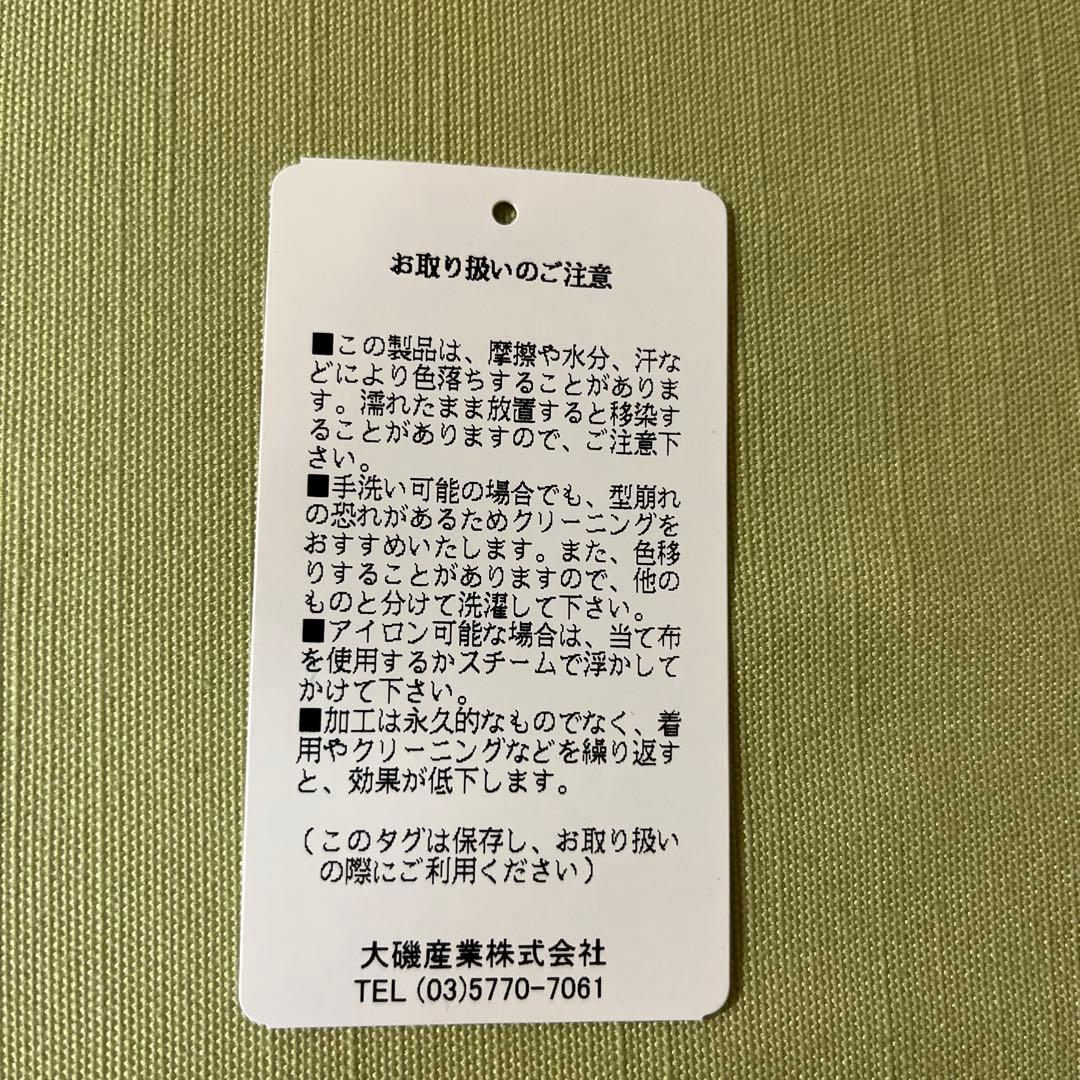 お取り扱いのご注意
■この製品は、摩擦や水分、汗な
どにより色落ちすることがありま
す。濡れたまま放置すると移染す
ることがありますので、ご注意下
さい。
■手洗い可能の場合でも、型崩れ
の恐れがあるためクリーニングを
おすすめいたします。また、色移
りすることがありますので、他の
ものと分けて洗濯して下さい。
■アイロン可能な場合は、当て布
を使用するかスチームで浮かして
かけて下さい。
■加工は永久的なものでなく、着
用やクリーニングなどを繰り返す
と、効果が低下します。
（このタグは保存し、お取り扱い
の際にご利用ください）
大磯産業株式会社
TEL (03)5770-7061